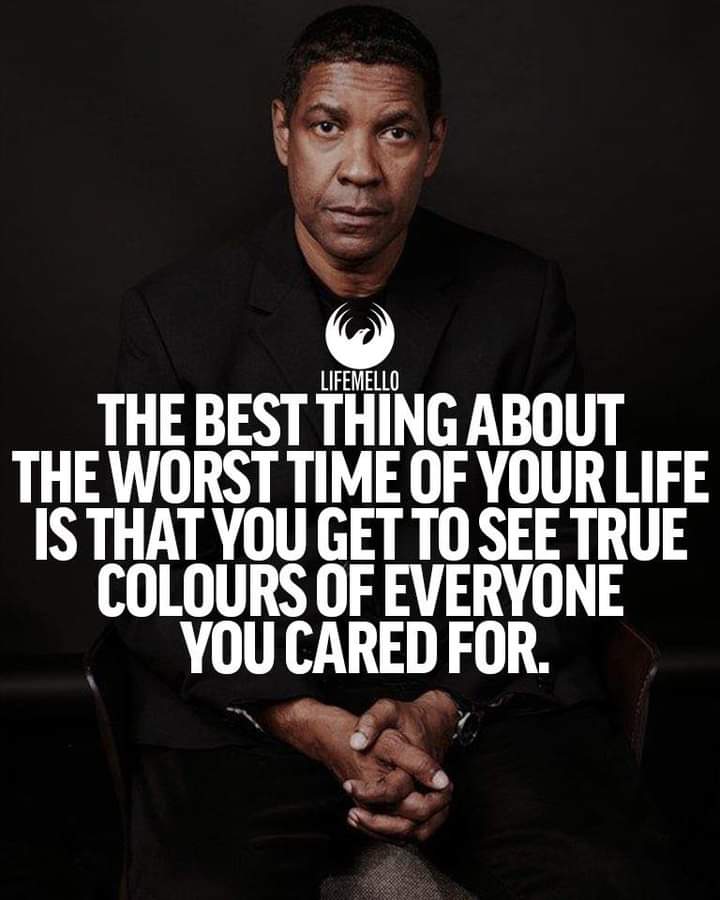 LIFEMELLO
THE BEST THING ABOUT
THE WORST TIME OF YOUR LIFE
IS THAT YOU GET TO SEE TRUE
COLOURS OF EVERYONE
YOU CARED FOR.